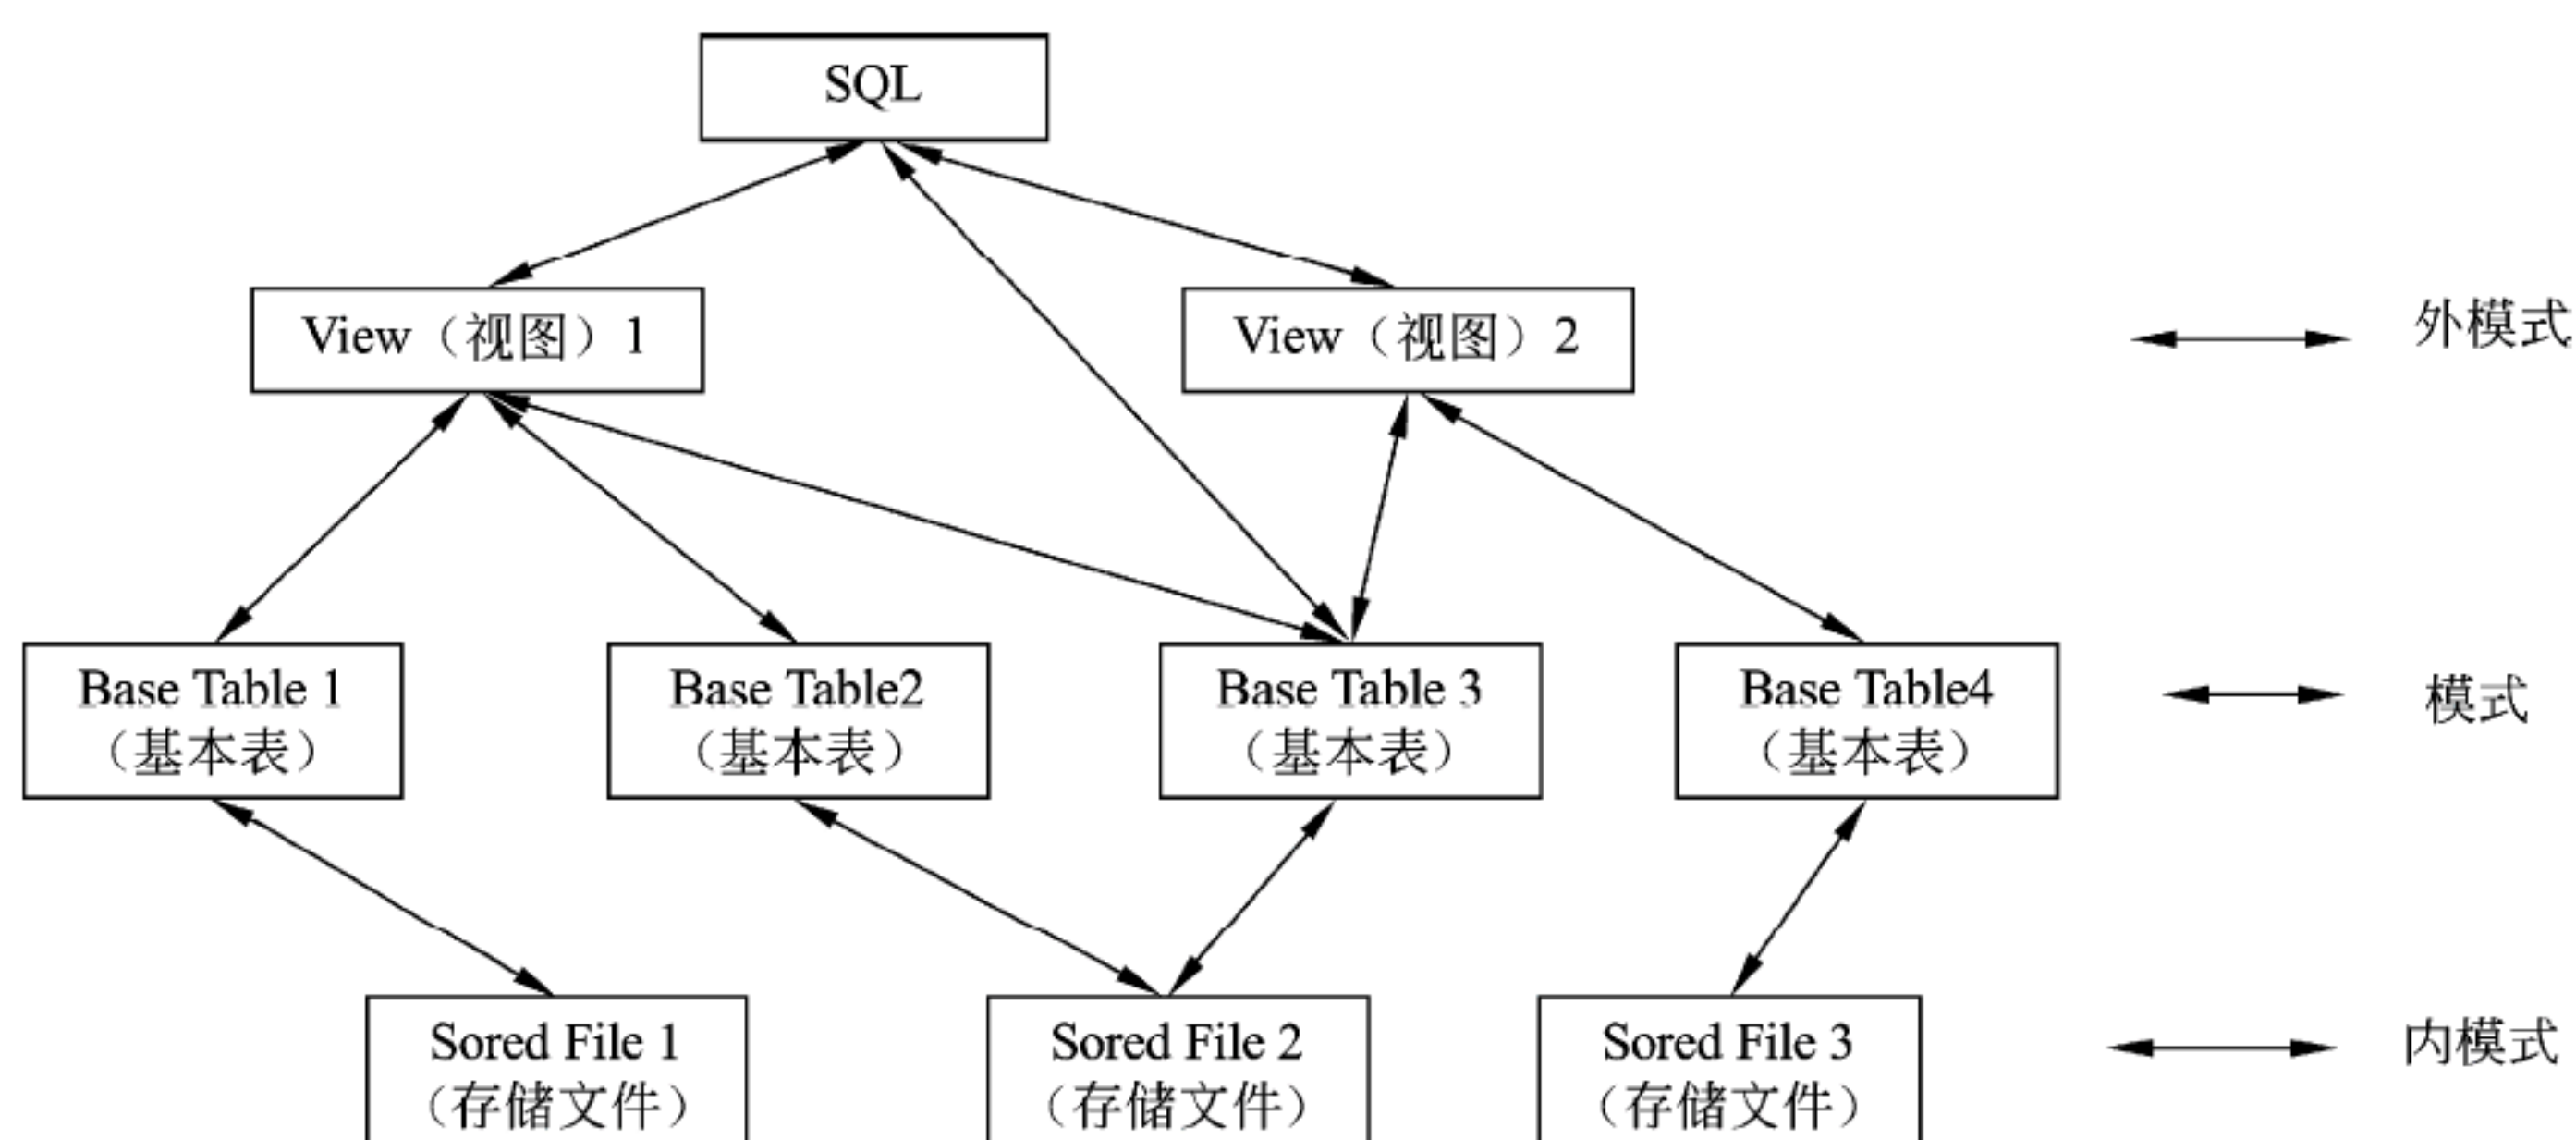 SQL
View（视图）1
View（视图）2
外模式
Base Table 1
（基本表）
Base Table2
（基本表）
Base Table 3
（基本表）
Base Table4
（基本表）
模式
Sored File 1
（存储文件）
Sored File 2
（存储文件）
Sored File 3
（存储文件）
内模式